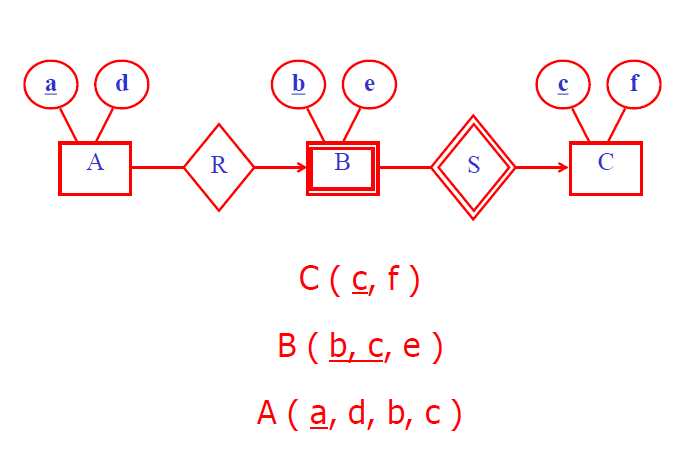 a d b e c f
A R B S C
C ( c, f )
B ( b, c, e )
A ( a, d, b, c )